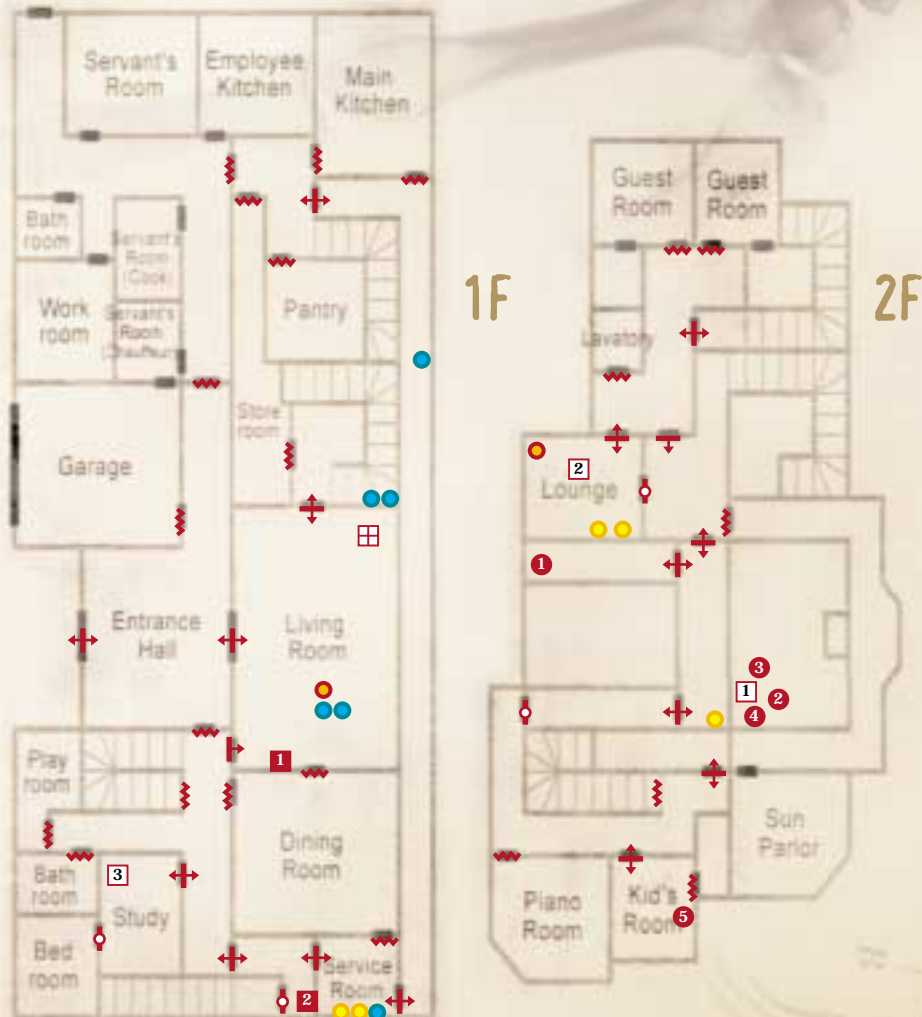 Servant's
Room
Employee
Kitchen
Main
Kitchen
Bath
room
Servant's
Room
(Cook)
Work
room
Servant's
Room
(Chauffeur)
Pantry
1F
Store
room
Garage
Entrance
Hall
Living
Room
1
Play
room
Dining
Room
Bath
room
3
Study
Bed
room
Service
Room
2
Guest
Room
Guest
Room
2F
Lavatory
2
Lounge
1
3
1
2
4
Sun
Parlor
Piano
Room
Kid's
Room
5